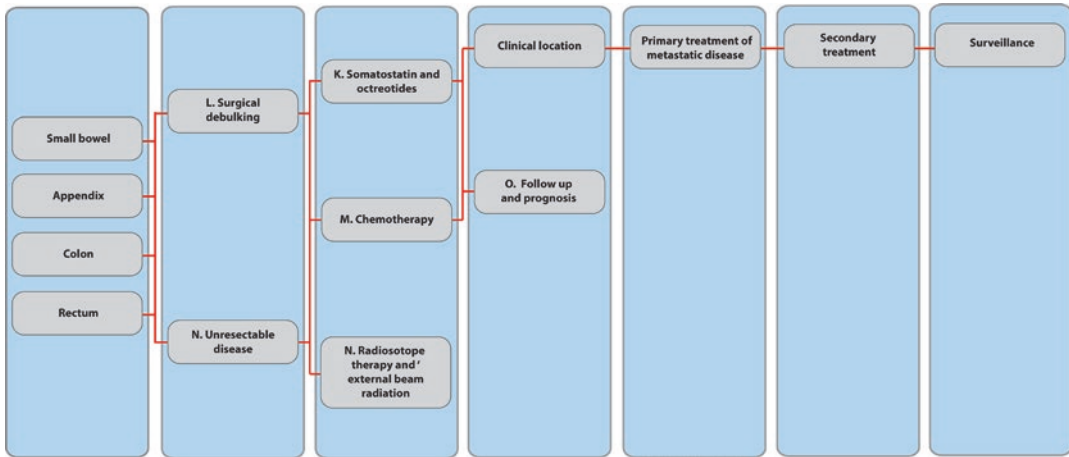 Small bowel
Appendix
Colon
Rectum
L. Surgical
debulking
N. Unresectable
disease
K. Somatostatin and
octreotides
M. Chemotherapy
N. Radiosotope
therapy and ‘
external beam
radiation
Clinical location
O. Follow up
and prognosis
Primary treatment of
metastatic disease
Secondary
treatment
Surveillance